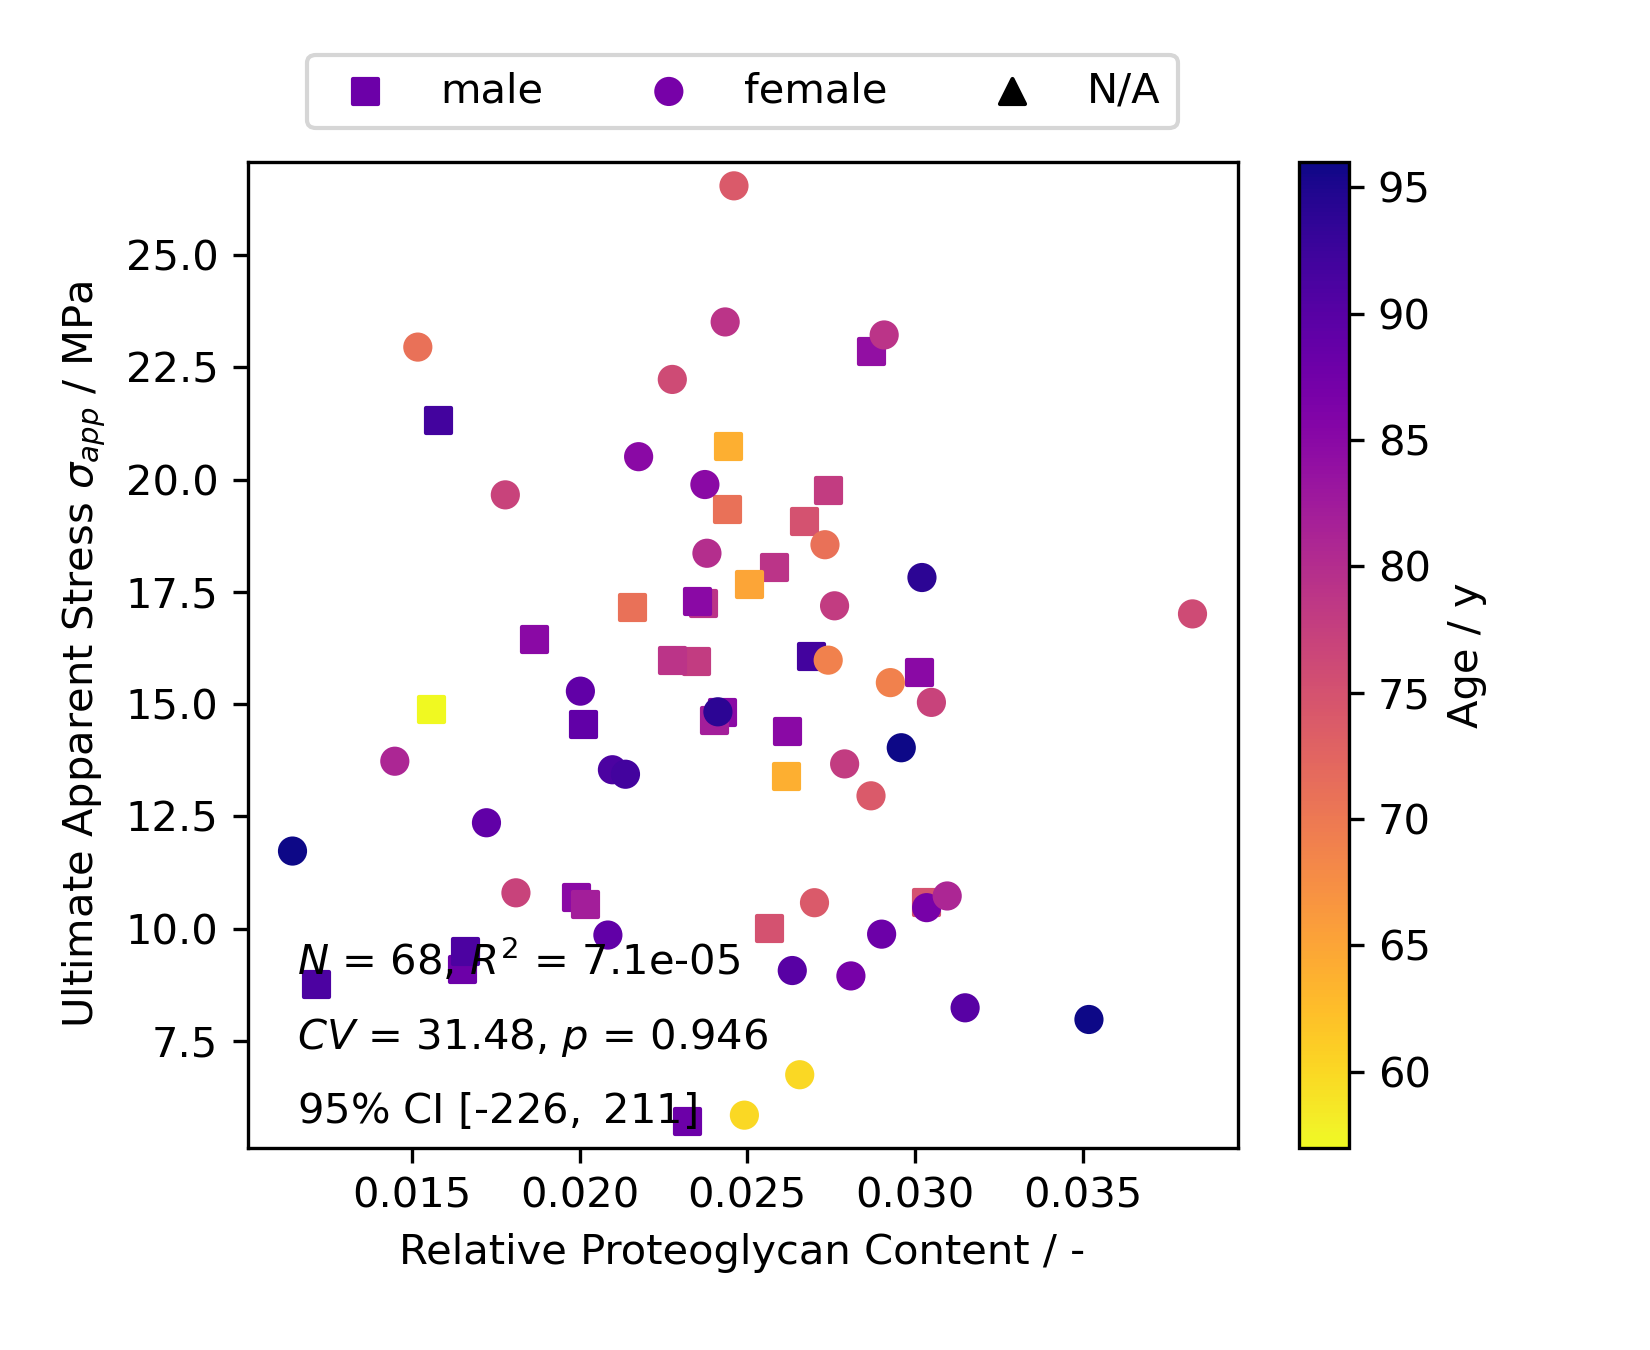 male female N/A
25.0
22.5
20.0
17.5
15.0
12.5
10.0
7.5
Ultimate Apparent Stress σapp / MPa
N = 68, R² = 7.1e-05
CV = 31.48, p = 0.946
95% CI [-226, 211]
0.015 0.020 0.025 0.030 0.035
Relative Proteoglycan Content / -
95
90
85
80
75
70
65
60
Age / y